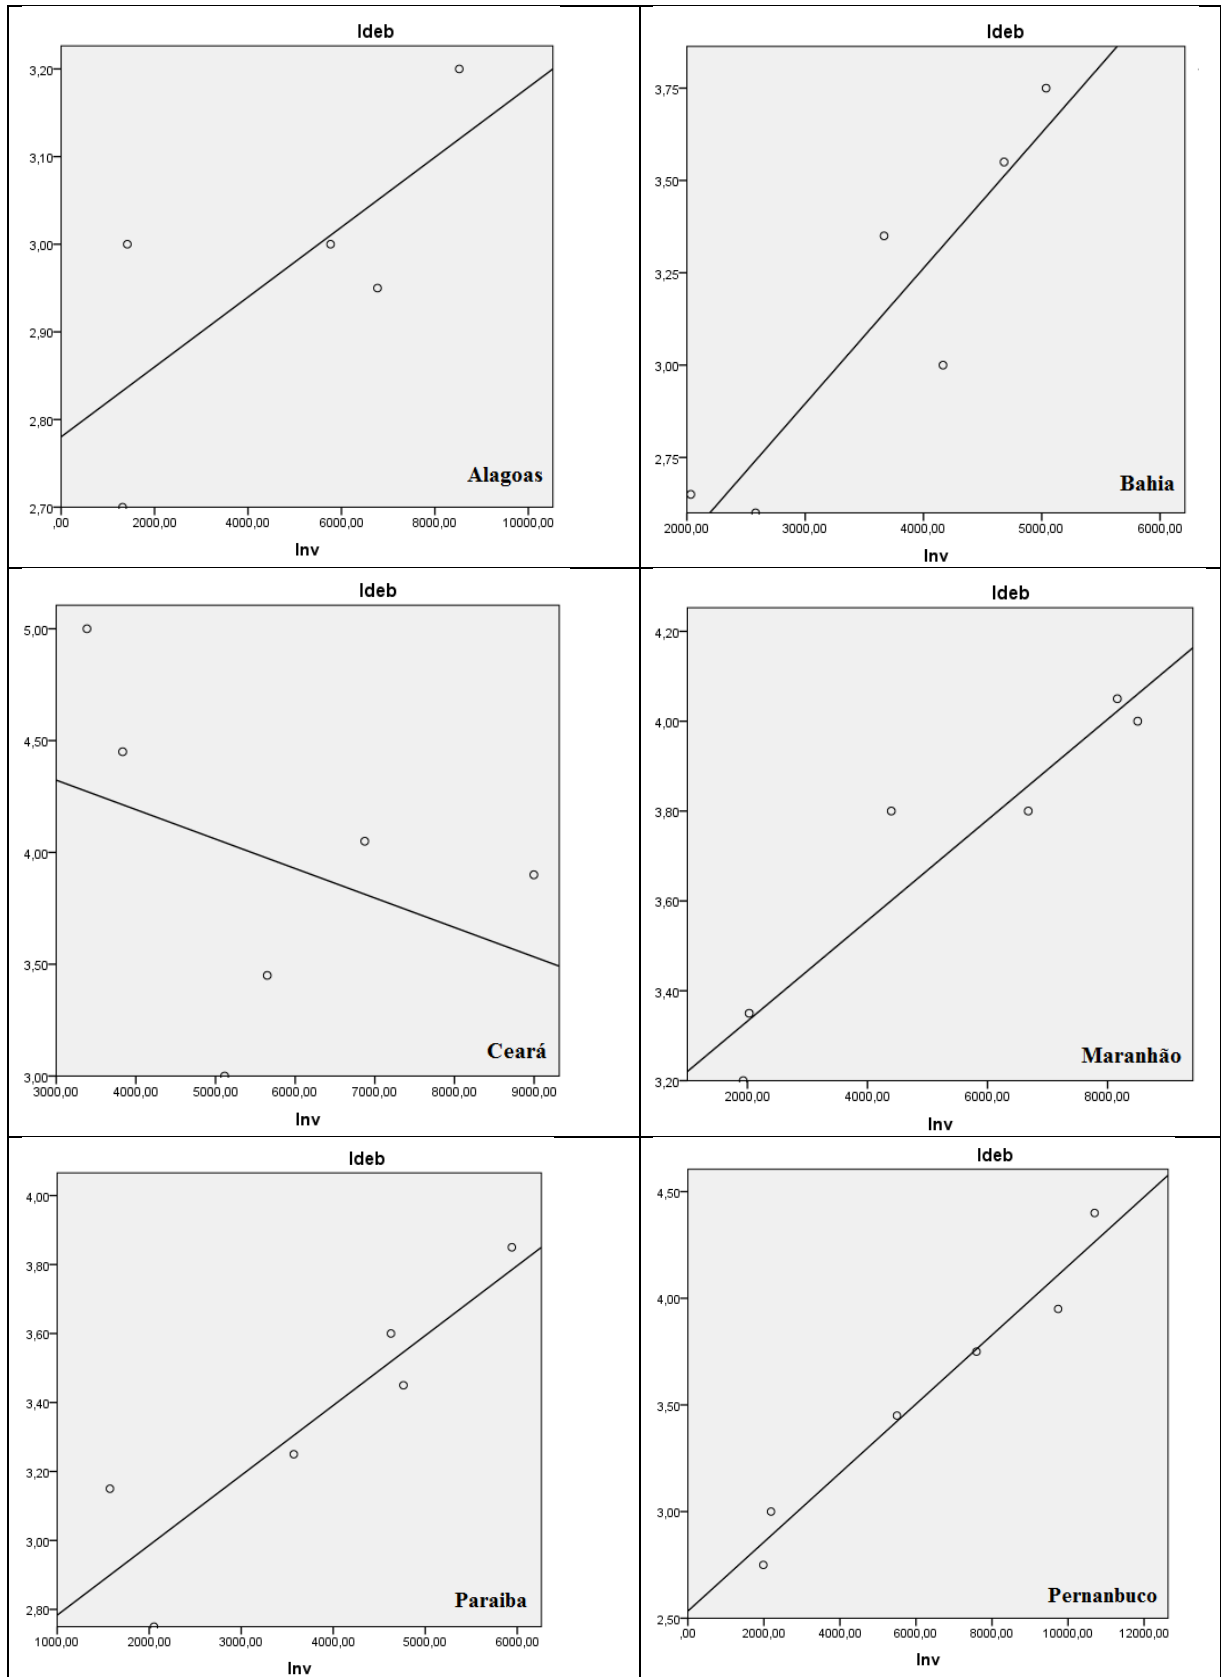 Ideb
3,20
3,10
3,00
2,90
2,80
2,70
,00 2000,00 4000,00 6000,00 8000,00 10000,00
Inv
Alagoas
Ideb
3,75
3,50
3,25
3,00
2,75
2000,00 3000,00 4000,00 5000,00 6000,00
Inv
Bahia
Ideb
5,00
4,50
4,00
3,50
3,00
3000,00 4000,00 5000,00 6000,00 7000,00 8000,00 9000,00
Inv
Ceará
Ideb
4,20
4,00
3,80
3,60
3,40
3,20
2000,00 4000,00 6000,00 8000,00
Inv
Maranhão
Ideb
4,00
3,80
3,60
3,40
3,20
3,00
2,80
1000,00 2000,00 3000,00 4000,00 5000,00 6000,00
Inv
Paraiba
Ideb
4,50
4,00
3,50
3,00
2,50
,00 2000,00 4000,00 6000,00 8000,00 10000,00 12000,00
Inv
Pernanbuco